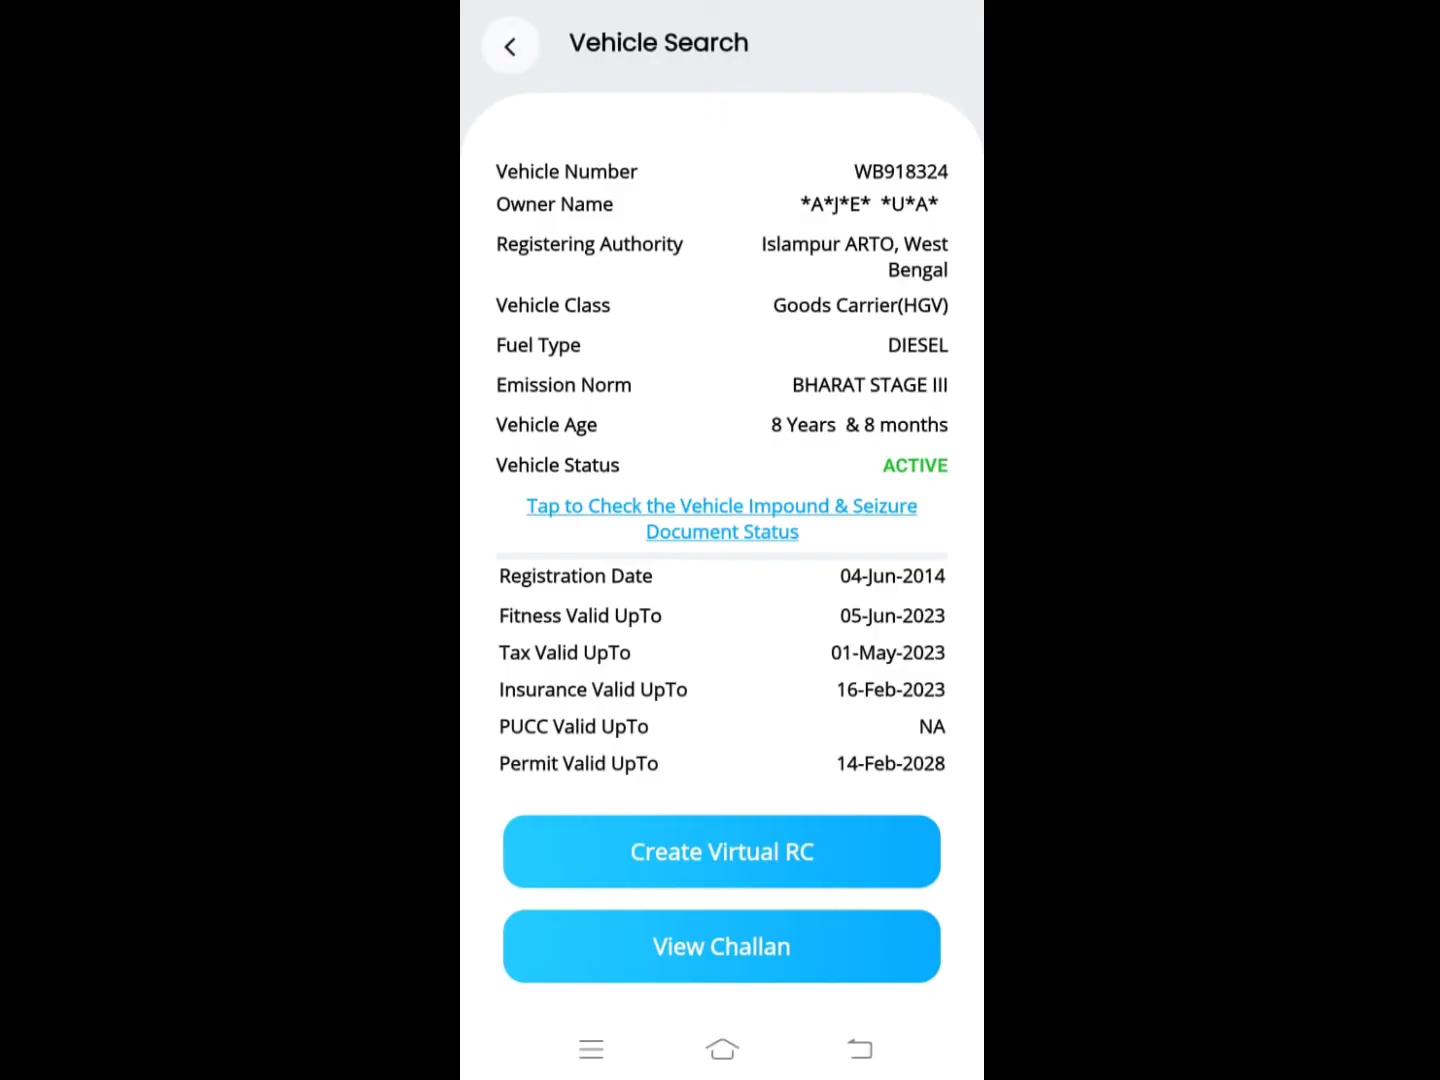 Vehicle Search
Vehicle Number WB918324
Owner Name *A*J*E* *U*A*
Registering Authority Islampur ARTO, West
Bengal
Vehicle Class Goods Carrier(HGV)
Fuel Type DIESEL
Emission Norm BHARAT STAGE III
Vehicle Age 8 Years & 8 months
Vehicle Status ACTIVE
Tap to Check the Vehicle Impound & Seizure
Document Status
Registration Date 04-Jun-2014
Fitness Valid UpTo 05-Jun-2023
Tax Valid UpTo 01-May-2023
Insurance Valid UpTo 16-Feb-2023
PUCC Valid UpTo NA
Permit Valid UpTo 14-Feb-2028
Create Virtual RC
View Challan